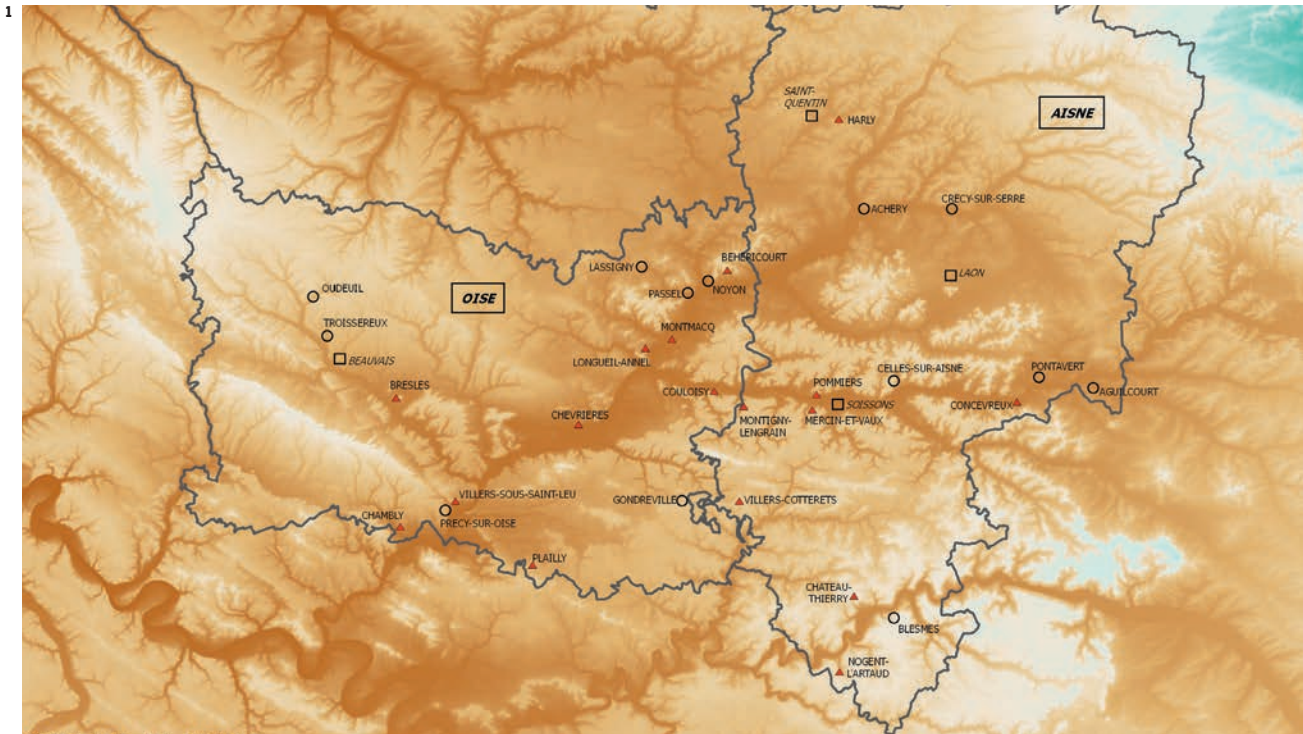 1
SAINT-
QUENTIN
HARLY
AISNE
ACHERY
CRECY-SUR-SERRE
LASSIGNY
BEHERICOURT
LAON
OUDEUIL
OISE
PASSEL
NOYON
TROISSEREUX
MONTMACQ
BEAUVAIS
LONGUEIL-ANNEL
CELLES-SUR-AISNE
PONTAVERT
BRESLES
COULOISY
POMMIERS
AGUILCOURT
SOISSONS
CONCEVREUX
CHEVRIERES
MONTIGNY-
LENGRAIN
MERCIN-ET-VAUX
VILLERS-SOUS-SAINT-LEU
GONDREVILLE
VILLERS-COTTERETS
CHAMBLY
PRECY-SUR-OISE
PLAILLY
CHATEAU-
THIERRY
BLESMES
NOGENT-
L'ARTAUD